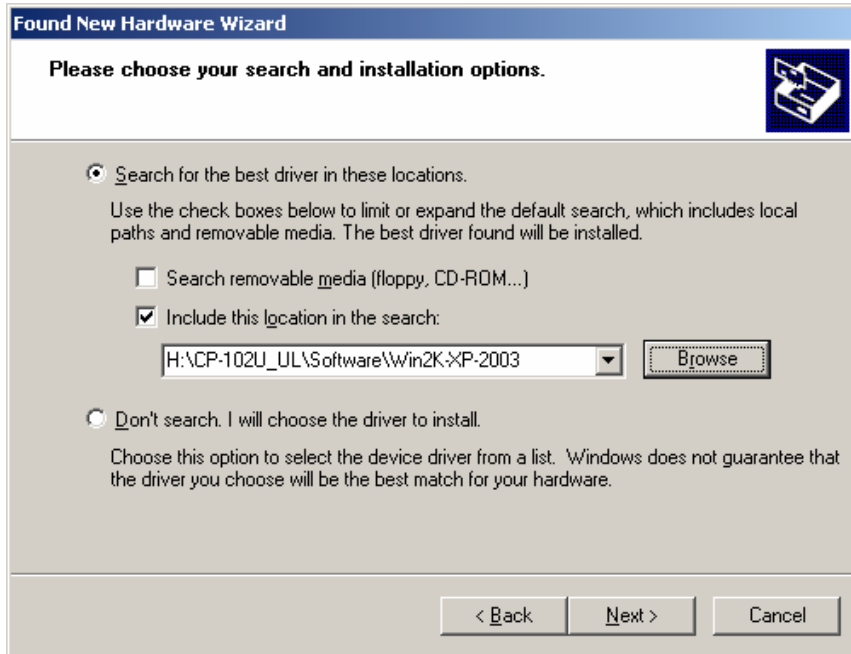 Found New Hardware Wizard
Please choose your search and installation options.
Search for the best driver in these locations.
Use the check boxes below to limit or expand the default search, which includes local
paths and removable media. The best driver found will be installed.
Search removable media (floppy, CD-ROM...)
Include this location in the search:
H:\CP-102U_UL\Software\Win2K-XP-2003
Browse
Don't search. I will choose the driver to install.
Choose this option to select the device driver from a list. Windows does not guarantee that
the driver you choose will be the best match for your hardware.
< Back Next > Cancel